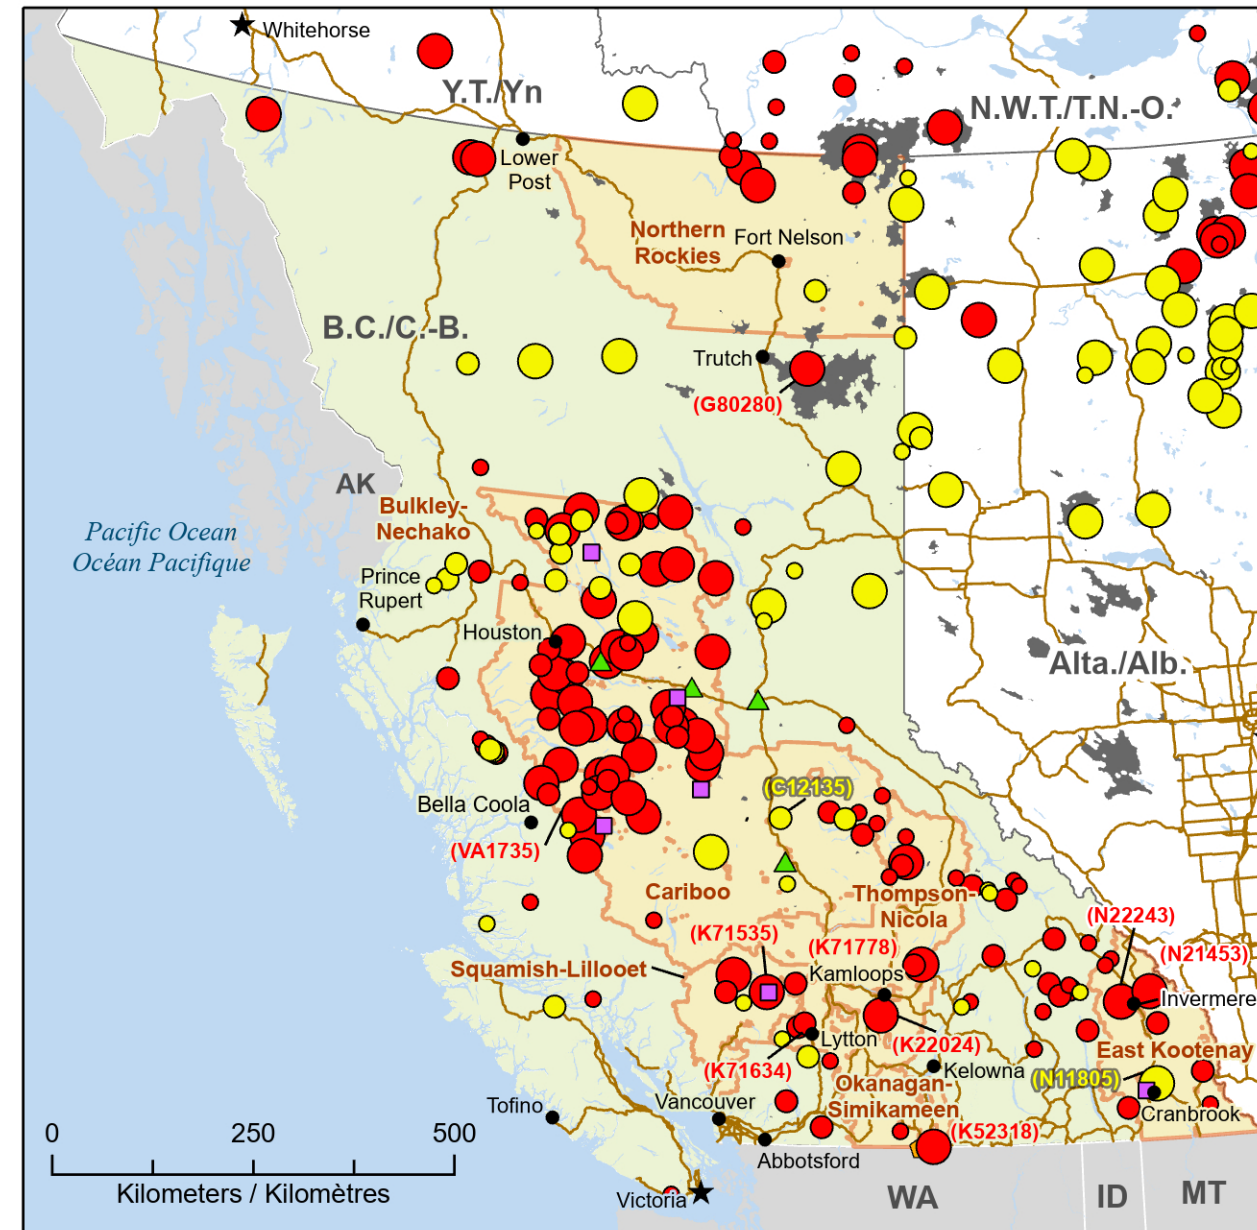 Whitehorse
Y.T./Yn
N.W.T./T.N.-O.
Lower
Post
Northern
Rockies
Fort Nelson
B.C./C.-B.
Trutch
(G80280)
AK
Bulkley-
Nechako
Pacific Ocean
Océan Pacifique
Prince
Rupert
Houston
Alta./Alb.
(C12135)
Bella Coola
(VA1735)
Cariboo
Thompson-
Nicola
(N22243)
(K71535)
(K71778)
(N21453)
Squamish-Lillooet
Kamloops
Invermere
Lytton
(K22024)
East Kootenay
(K71634)
Kelowna
(N11805)
Okanagan-
Simikameen
Tofino
Vancouver
Cranbrook
(K52318)
0 250 500
Abbotsford
Kilometers / Kilomètres
Victoria
WA
ID
MT